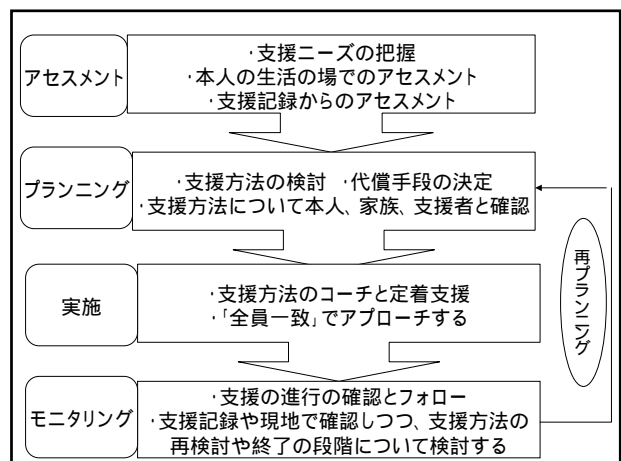 アセスメント
・支援ニーズの把握
・本人の生活の場でのアセスメント
・支援記録からのアセスメント
プランニング
・支援方法の検討 ・代償手段の決定
・支援方法について本人、家族、支援者と確認
実施
・支援方法のコーチと定着支援
・「全員一致」でアプローチする
再プランニング
モニタリング
・支援の進行の確認とフォロー
・支援記録や現地で確認しつつ、支援方法の
再検討や終了の段階について検討する